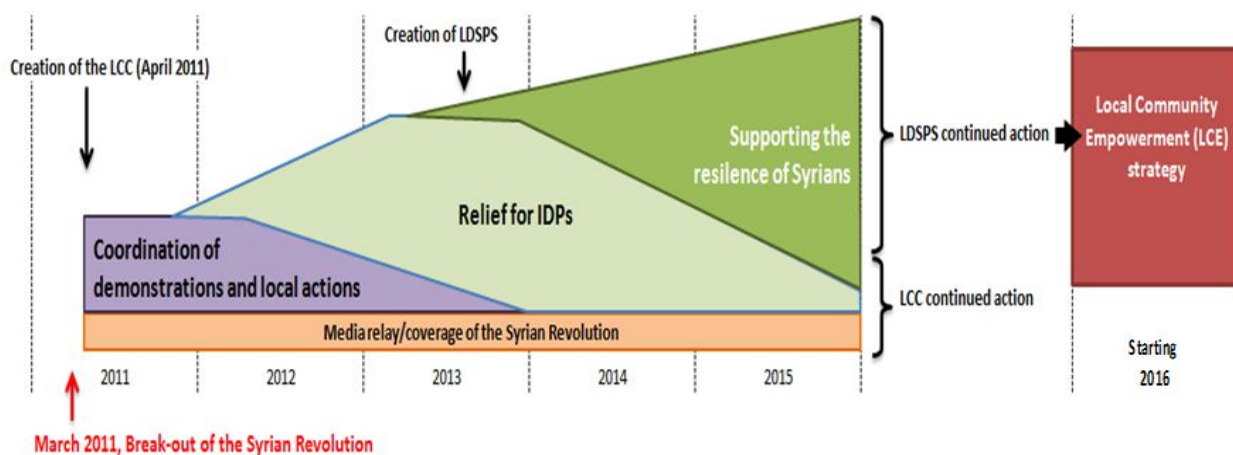 Creation of LDSPS
Creation of the LCC (April 2011)
Supporting the
resilence of Syrians
LDSPS continued action
Local Community
Empowerment (LCE)
strategy
Relief for IDPs
Coordination of
demonstrations and local actions
LCC continued action
Media relay/coverage of the Syrian Revolution
2011
2012
2013
2014
2015
Starting
2016
March 2011, Break-out of the Syrian Revolution